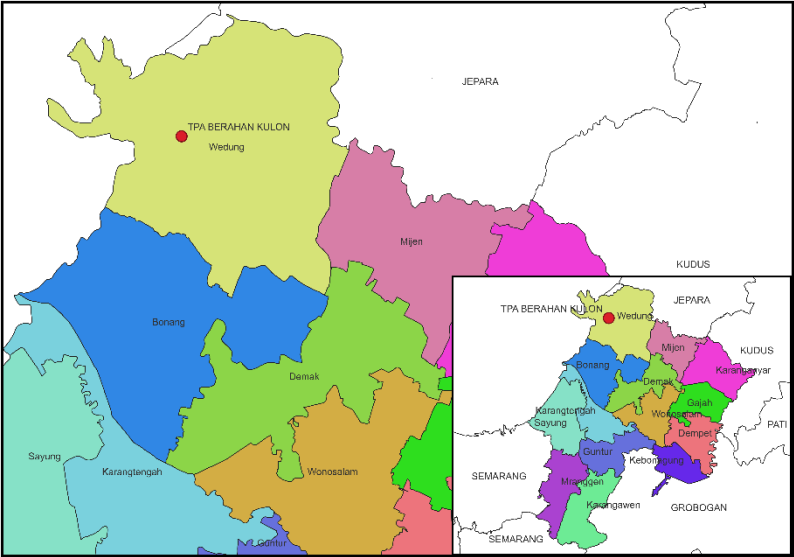 JEPARA
TPA BERAHAN KULON
Wedung
Mijen
KUDUS
Bonang
Demak
Sayung
Karangtengah
Wonosalam
Guntur
JEPARA
TPA BERAHAN KULON
Wedung
Mijen
KUDUS
Bonang
Karanganyar
Demak
Gajah
Karangtengah
Wonosalam
Sayung
PATI
Dempet
Guntur
Kebonagung
SEMARANG
Mranggen
Karangawen
GROBOGAN
SEMARANG